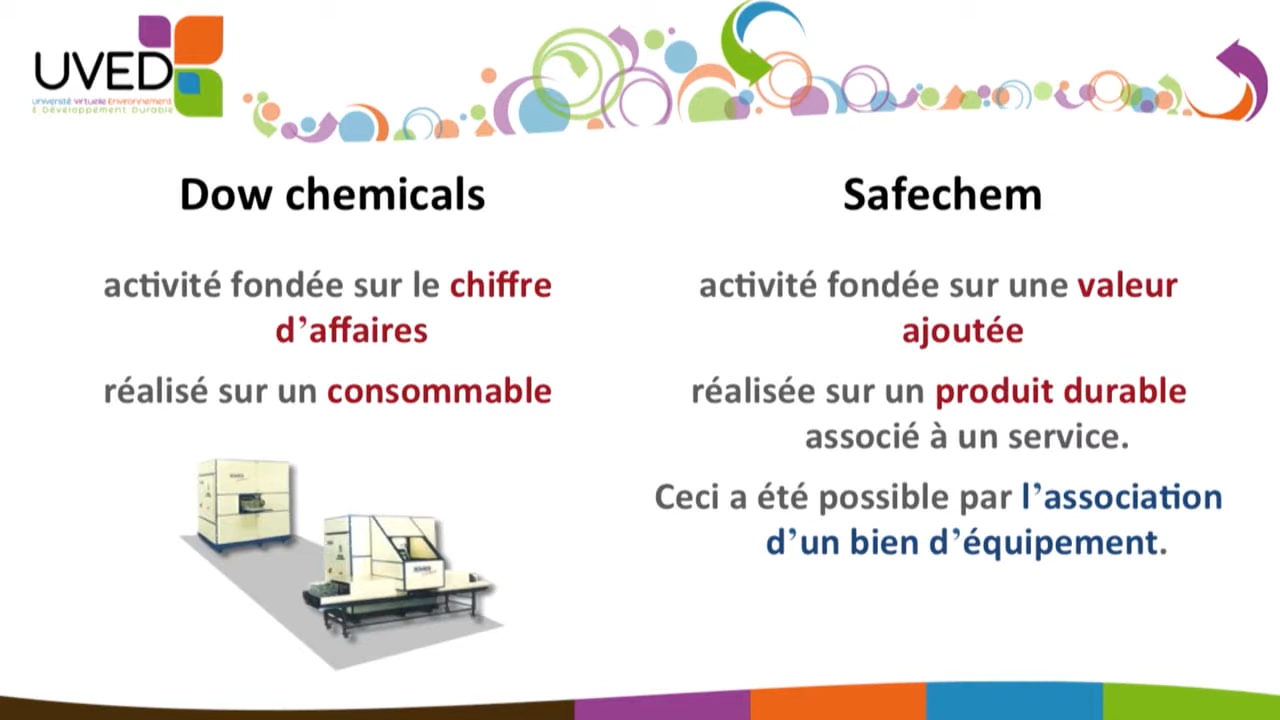 UVED
Université Virtuelle Environnement
& Développement Durable
Dow chemicals
activité fondée sur le chiffre
d’affaires
réalisé sur un consommable
Safechem
activité fondée sur une valeur
ajoutée
réalisée sur un produit durable
associé à un service.
Ceci a été possible par l’association
d’un bien d’équipement.